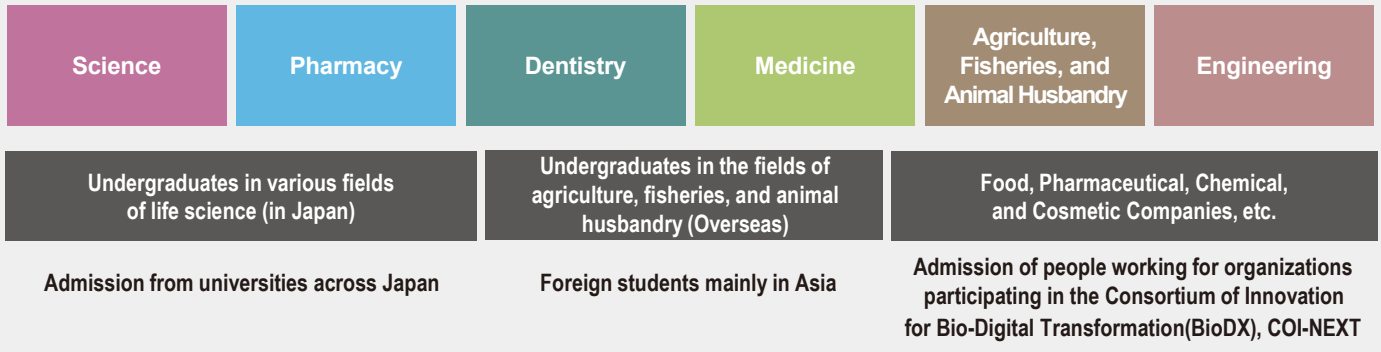 Science
Pharmacy
Dentistry
Medicine
Agriculture,
Fisheries, and
Animal Husbandry
Engineering
Undergraduates in various fields
of life science (in Japan)
Undergraduates in the fields of
agriculture, fisheries, and animal
husbandry (Overseas)
Food, Pharmaceutical, Chemical,
and Cosmetic Companies, etc.
Admission from universities across Japan
Foreign students mainly in Asia
Admission of people working for organizations
participating in the Consortium of Innovation
for Bio-Digital Transformation(BioDX), COI-NEXT